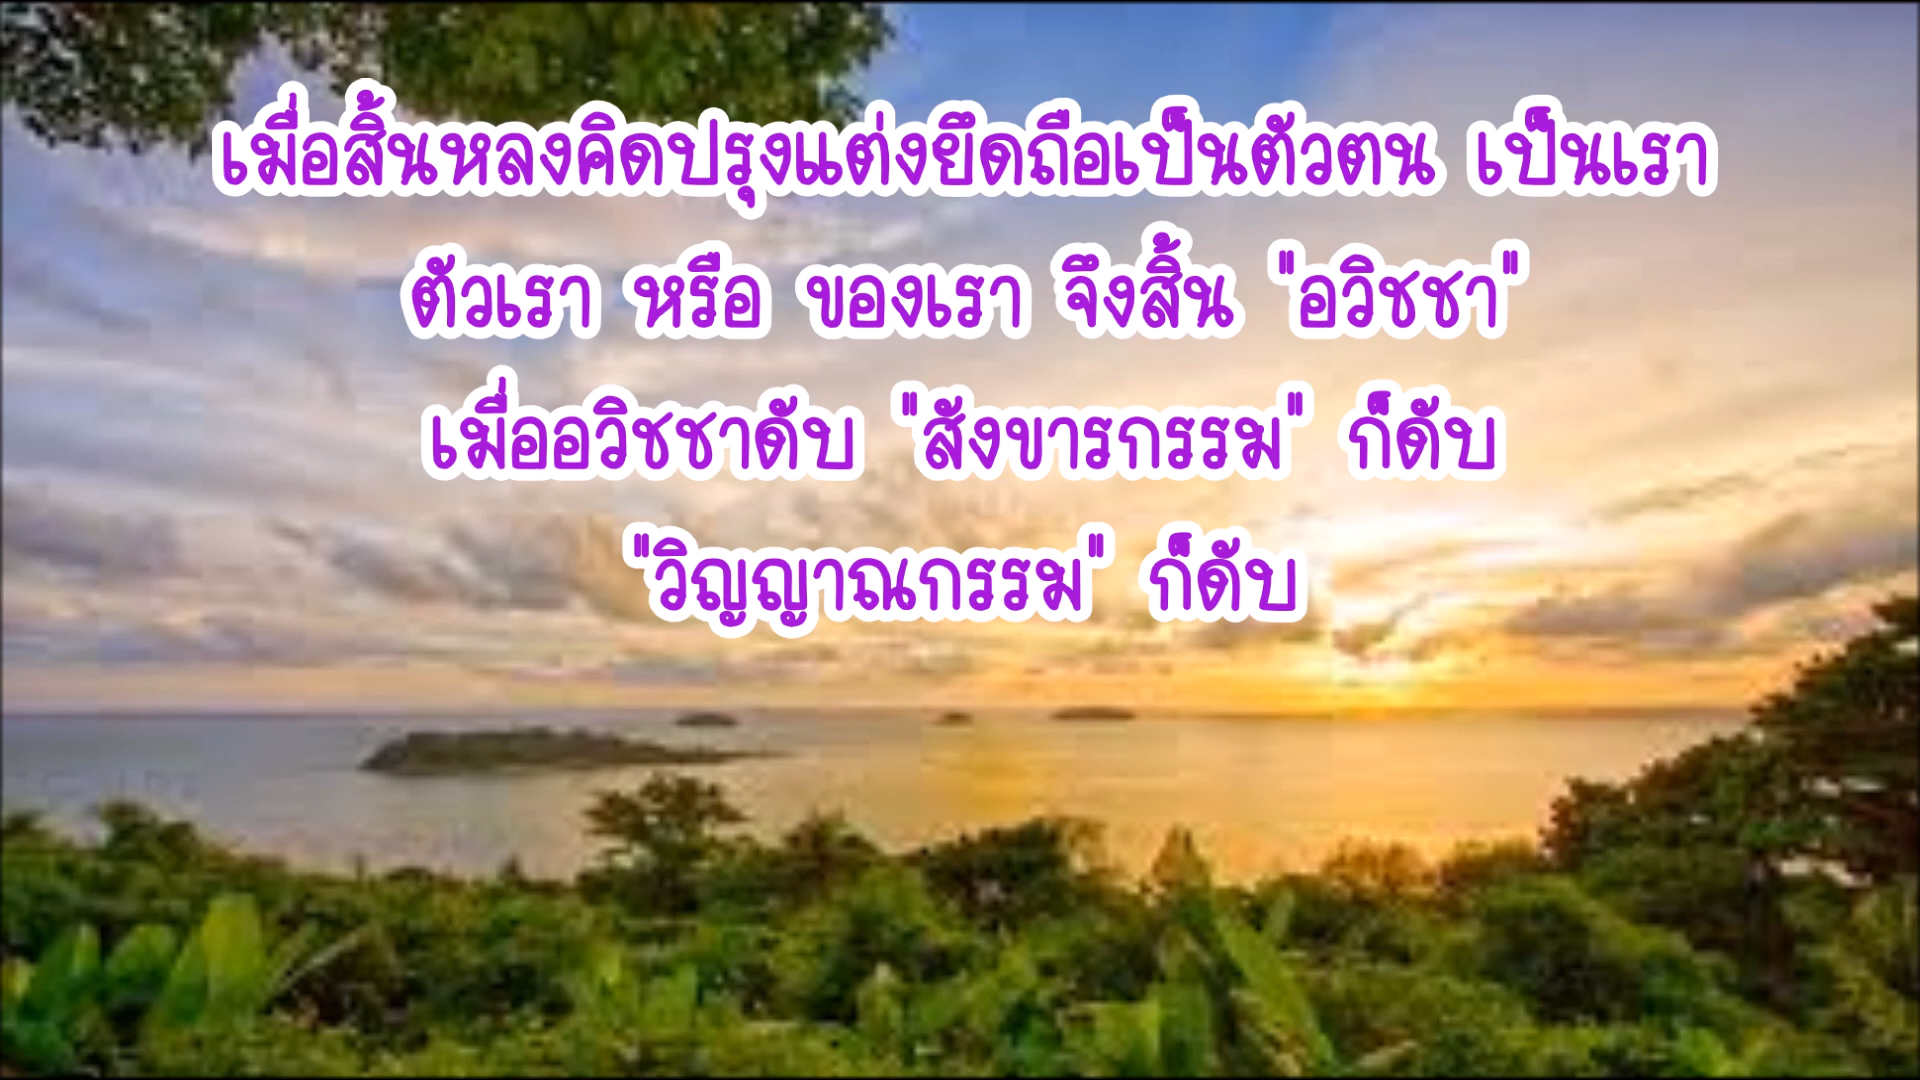 เมื่อสิ้นหลงคิดปรุงแต่งยึดถือเป็นตัวตน เป็นเรา
ตัวเรา หรือ ของเรา จึงสิ้น "อวิชชา"
เมื่ออวิชชาดับ "สังขารกรรม" ก็ดับ
"วิญญาณกรรม" ก็ดับ